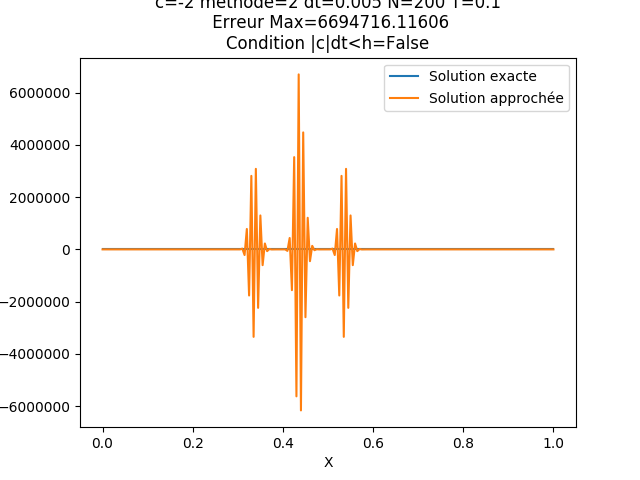 c=-2 methode=2 dt=0.005 N=200 T=0.1
Erreur Max=6694716.11606
Condition |c|dt<h=False
Solution exacte
Solution approchée
6000000
4000000
2000000
0
−2000000
−4000000
−6000000
0.0 0.2 0.4 0.6 0.8 1.0
X